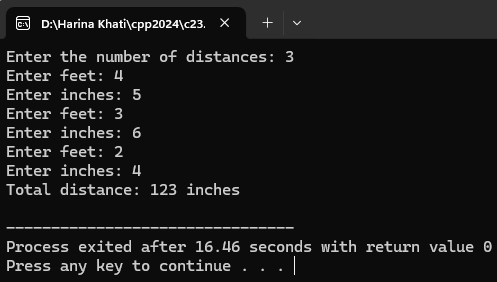 D:\Harina Khati\cpp2024\c23.
Enter the number of distances: 3
Enter feet: 4
Enter inches: 5
Enter feet: 3
Enter inches: 6
Enter feet: 2
Enter inches: 4
Total distance: 123 inches
--------------------------------
Process exited after 16.46 seconds with return value 0
Press any key to continue . . .